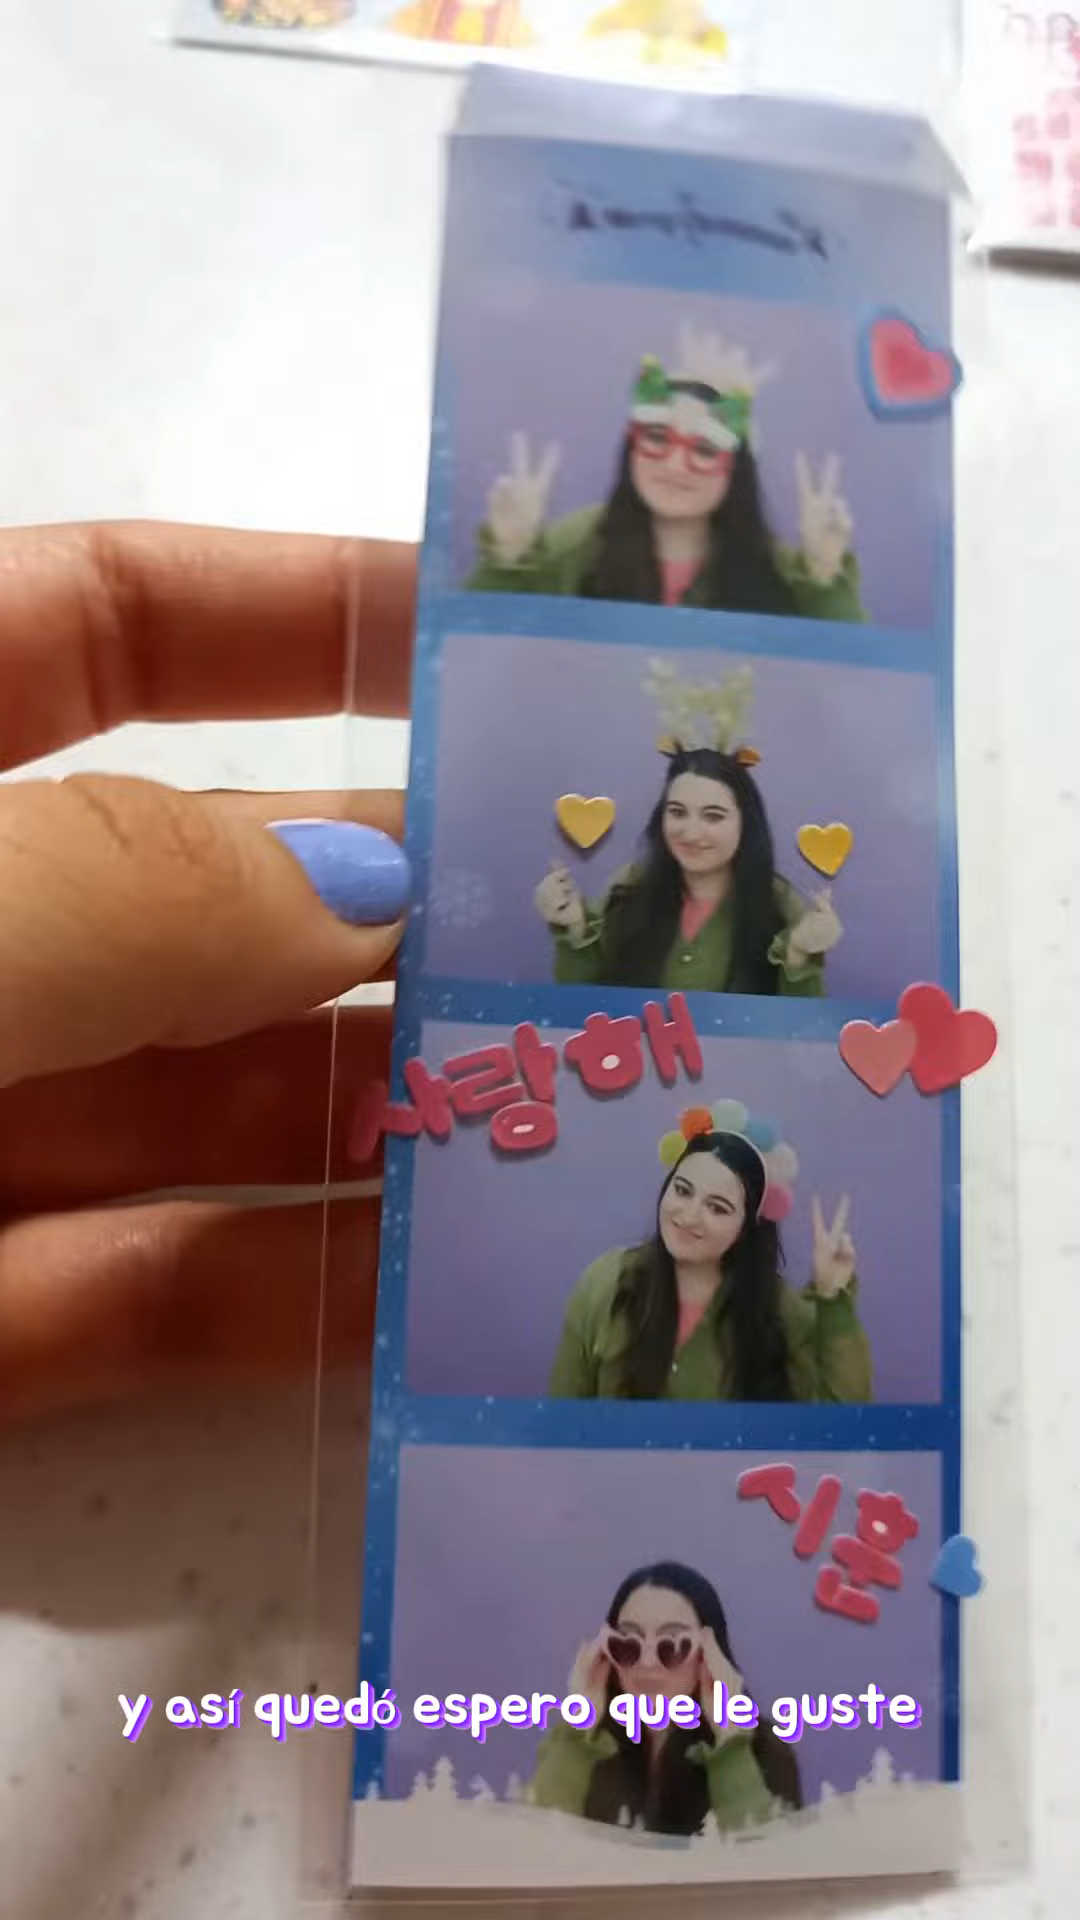 사랑해
지훈
y así quedó espero que le guste